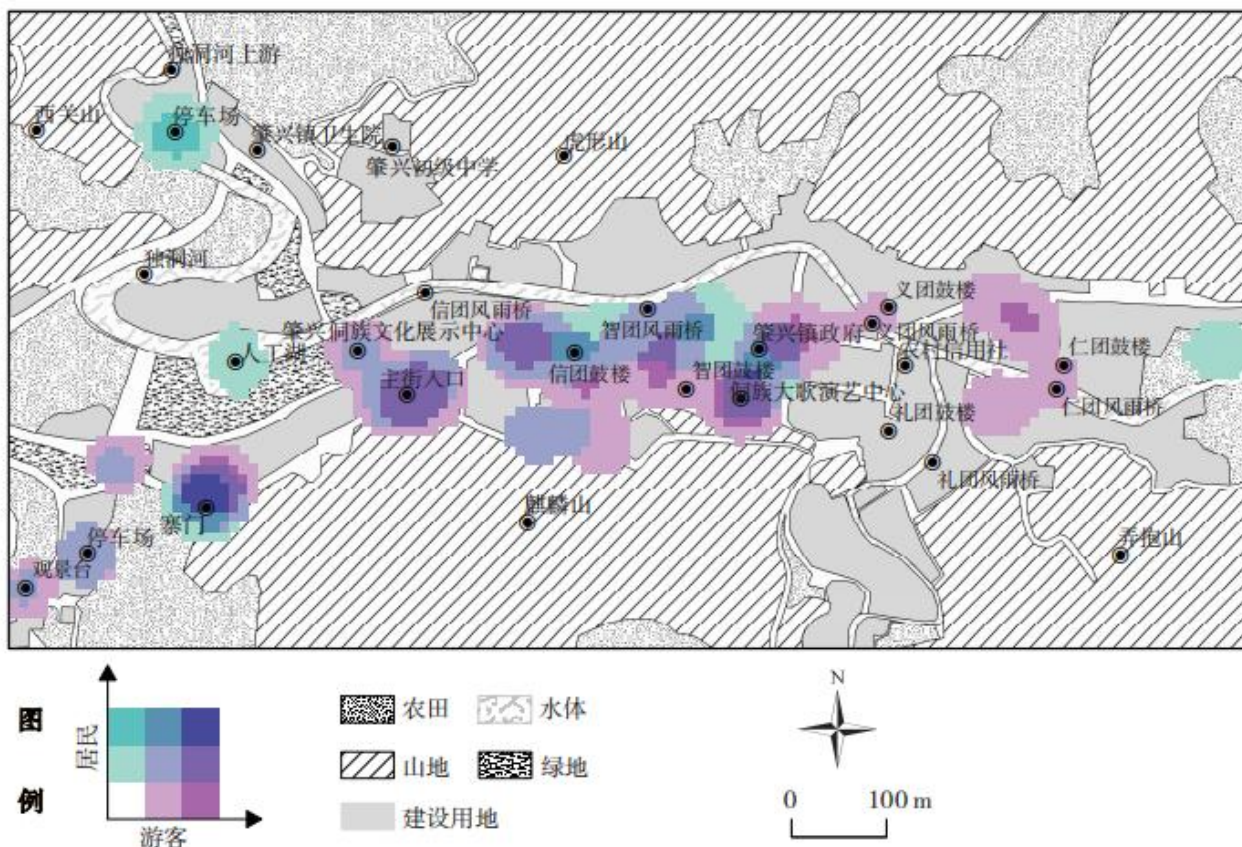 独洞河上游
西关山
停车场
肇兴镇卫生院
肇兴初级中学
虎形山
独洞河
信团风雨桥
义团鼓楼
智团风雨桥
肇兴镇政府
义团风雨桥
肇兴侗族文化展示中心
人工湖
农村信用社
仁团鼓楼
主街入口
信团鼓楼
智团鼓楼
侗族大歌演艺中心
仁团风雨桥
礼团鼓楼
礼团风雨桥
寨门
麒麟山
停车场
弄抱山
观景台
图
例
居民
游客
农田
水体
山地
绿地
建设用地
N
0 100 m